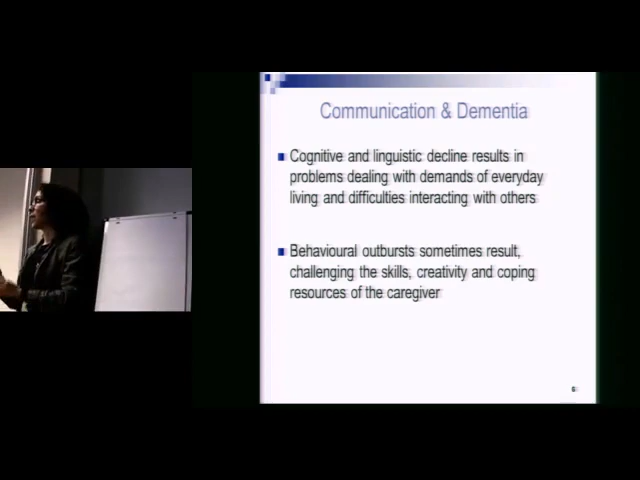 Communication & Dementia
Cognitive and linguistic decline results in
problems dealing with demands of everyday
living and difficulties interacting with others
Behavioural outbursts sometimes result,
challenging the skills, creativity and coping
resources of the caregiver
6